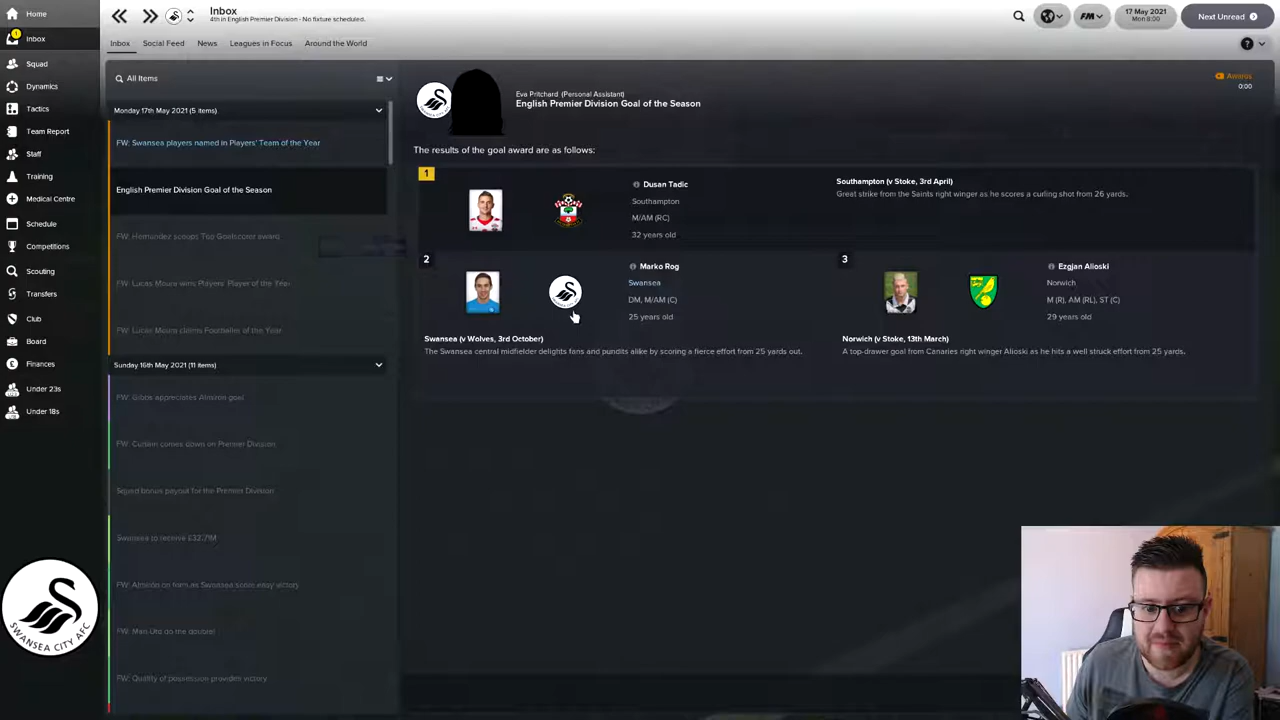 Home
Inbox
1
Squad
Dynamics
Tactics
Team Report
Staff
Training
Medical Centre
Schedule
Competitions
Scouting
Transfers
Club
Board
Finances
Under 23s
Under 18s
SWANSEA CITY AFC
Inbox
4th in English Premier Division - No fixture scheduled.
FM
17 May 2021
Mon 8:00
Next Unread
Inbox Social Feed News Leagues in Focus Around the World
?
All Items
Monday 17th May 2021 (5 items)
FW: Swansea players named in Players' Team of the Year
English Premier Division Goal of the Season
FW: Hernandez scoops Top Goalscorer award
FW: Lucas Moura wins Players' Player of the Year
FW: Lucas Moura claims Footballer of the Year
Sunday 16th May 2021 (11 items)
FW: Gibbs appreciates Almiron goal
FW: Curtain comes down on Premier Division
Squad bonus payout for the Premier Division
Swansea to receive £32.71M
FW: Almiron on form as Swansea score easy victory
FW: Man Utd do the double!
FW: Quality of possession provides victory
Eva Pritchard (Personal Assistant)
English Premier Division Goal of the Season
Awards
0:00
The results of the goal award are as follows:
1
Dusan Tadic
Southampton
M/AM (RC)
32 years old
Southampton (v Stoke, 3rd April)
Great strike from the Saints right winger as he scores a curling shot from 26 yards.
2
Marko Rog
Swansea
DM, M/AM (C)
25 years old
Swansea (v Wolves, 3rd October)
The Swansea central midfielder delights fans and pundits alike by scoring a fierce effort from 25 yards out.
3
Ezgjan Alioski
Norwich
M (R), AM (RL), ST (C)
29 years old
Norwich (v Stoke, 13th March)
A top-drawer goal from Canaries right winger Alioski as he hits a well struck effort from 25 yards.